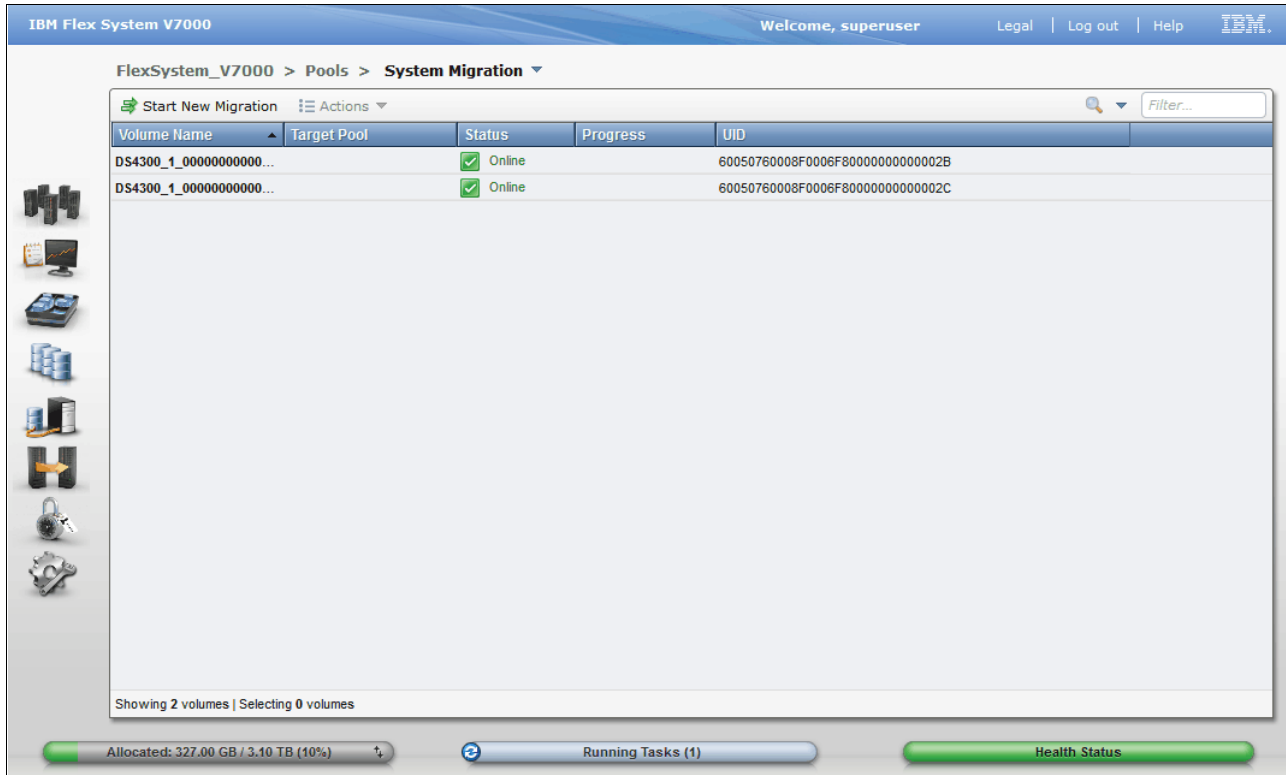 IBM Flex System V7000 Welcome, superuser Legal | Log out | Help IBM.
FlexSystem_V7000 > Pools > System Migration
Start New Migration Actions Filter...
Volume Name Target Pool Status Progress UID
DS4300_1_00000000000... Online 60050760008F0006F80000000000002B
DS4300_1_00000000000... Online 60050760008F0006F80000000000002C
Showing 2 volumes | Selecting 0 volumes
Allocated: 327.00 GB / 3.10 TB (10%) Running Tasks (1) Health Status